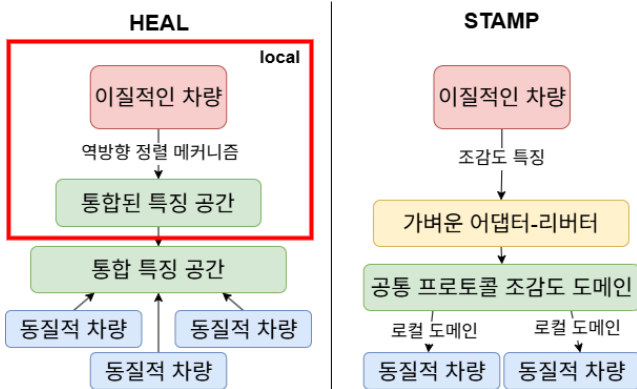 HEAL
local
이질적인 차량
역방향 정렬 메커니즘
통합된 특징 공간
통합 특징 공간
동질적 차량
동질적 차량
동질적 차량
STAMP
이질적인 차량
조감도 특징
가벼운 어댑터-리버터
공통 프로토콜 조감도 도메인
로컬 도메인
로컬 도메인
동질적 차량
동질적 차량